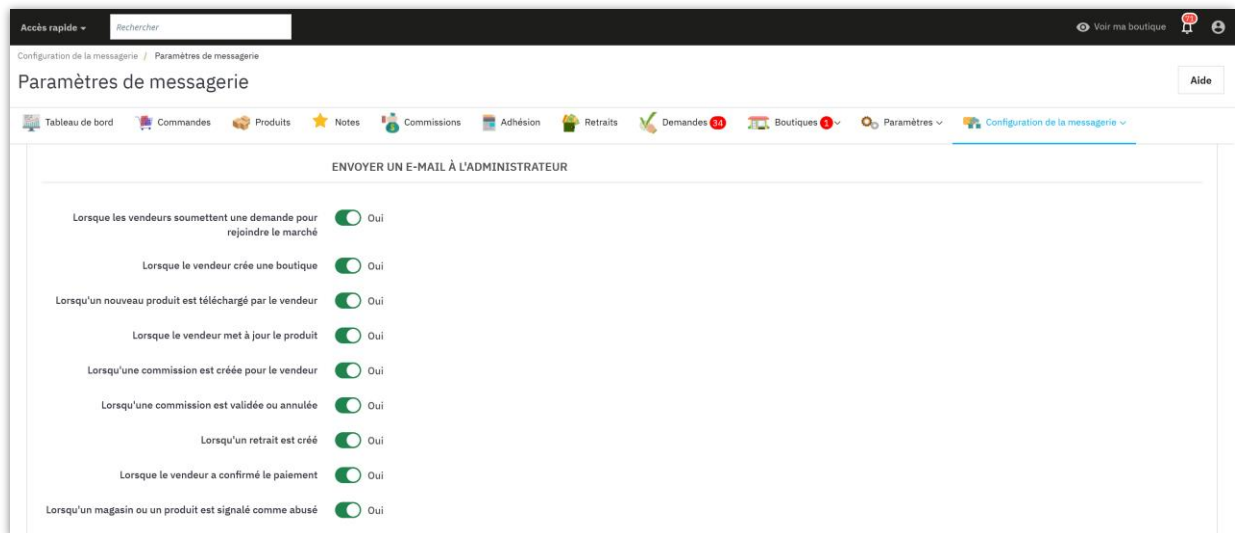 Accès rapide
Rechercher
Voir ma boutique
71
Configuration de la messagerie / Paramètres de messagerie
Paramètres de messagerie
Aide
Tableau de bord Commandes Produits Notes Commissions Adhésion Retraits Demandes 34 Boutiques 1 Paramètres Configuration de la messagerie
ENVOYER UN E-MAIL À L'ADMINISTRATEUR
Lorsque les vendeurs soumettent une demande pour
rejoindre le marché
Oui
Lorsque le vendeur crée une boutique Oui
Lorsqu'un nouveau produit est téléchargé par le vendeur Oui
Lorsque le vendeur met à jour le produit Oui
Lorsqu'une commission est créée pour le vendeur Oui
Lorsqu'une commission est validée ou annulée Oui
Lorsqu'un retrait est créé Oui
Lorsque le vendeur a confirmé le paiement Oui
Lorsqu'un magasin ou un produit est signalé comme abusé Oui